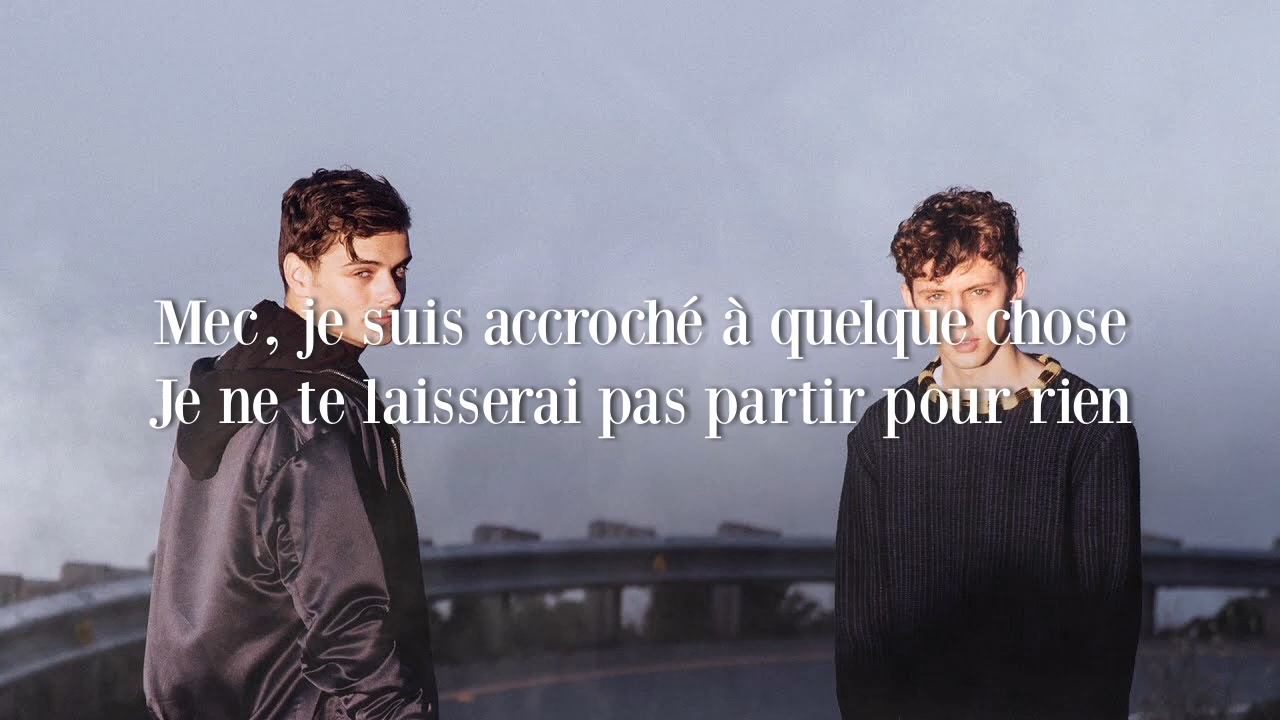 Mec, je suis accroché à quelque chose
Je ne te laisserai pas partir pour rien